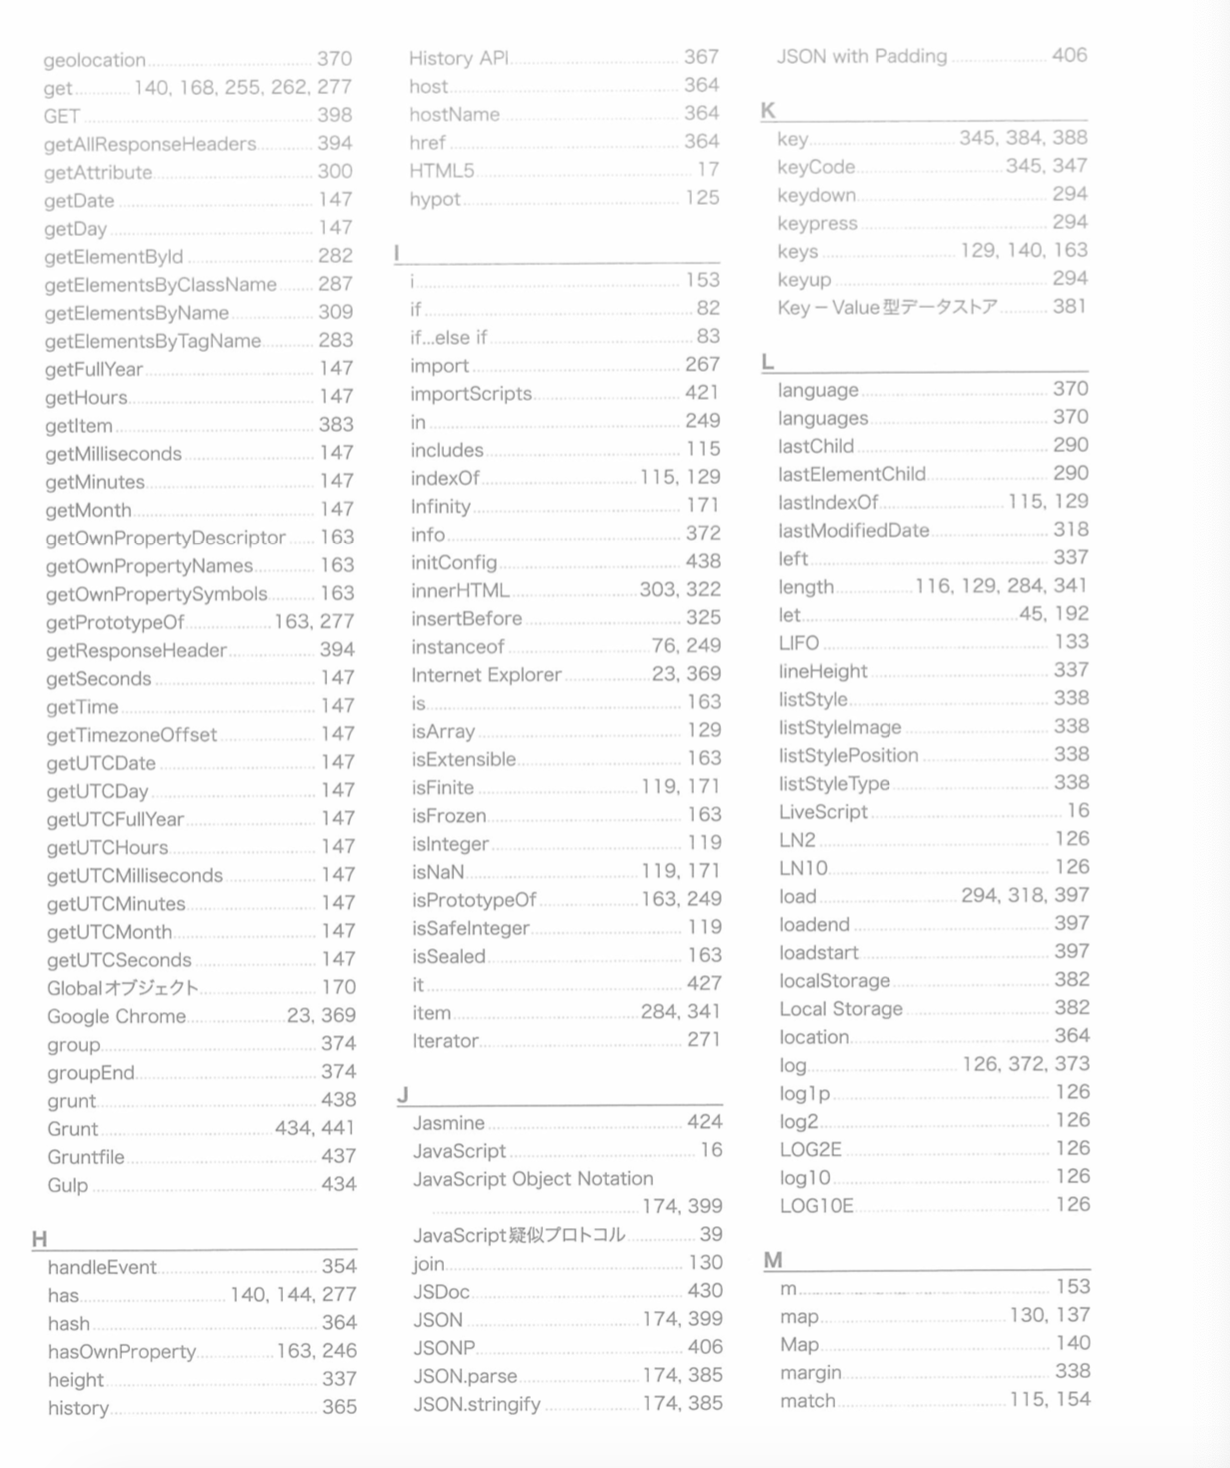 geolocation 370
get 140, 168, 255, 262, 277
GET 398
getAllResponseHeaders 394
getAttribute 300
getDate 147
getDay 147
getElementById 282
getElementsByClassName 287
getElementsByName 309
getElementsByTagName 283
getFullYear 147
getHours 147
getItem 383
getMilliseconds 147
getMinutes 147
getMonth 147
getOwnPropertyDescriptor 163
getOwnPropertyNames 163
getOwnPropertySymbols 163
getPrototypeOf 163, 277
getResponseHeader 394
getSeconds 147
getTime 147
getTimezoneOffset 147
getUTCDate 147
getUTCDay 147
getUTCFullYear 147
getUTCHours 147
getUTCMilliseconds 147
getUTCMinutes 147
getUTCMonth 147
getUTCSeconds 147
Globalオブジェクト 170
Google Chrome 23, 369
group 374
groupEnd 374
grunt 438
Grunt 434, 441
Gruntfile 437
Gulp 434
H
handleEvent 354
has 140, 144, 277
hash 364
hasOwnProperty 163, 246
height 337
history 365
History API 367
host 364
hostName 364
href 364
HTML5 17
hypot 125
I
i 153
if 82
if...else if 83
import 267
importScripts 421
in 249
includes 115
indexOf 115, 129
Infinity 171
info 372
initConfig 438
innerHTML 303, 322
insertBefore 325
instanceof 76, 249
Internet Explorer 23, 369
is 163
isArray 129
isExtensible 163
isFinite 119, 171
isFrozen 163
isInteger 119
isNaN 119, 171
isPrototypeOf 163, 249
isSafeInteger 119
isSealed 163
it 427
item 284, 341
Iterator 271
J
Jasmine 424
JavaScript 16
JavaScript Object Notation
174, 399
JavaScript疑似プロトコル 39
join 130
JSDoc 430
JSON 174, 399
JSONP 406
JSON.parse 174, 385
JSON.stringify 174, 385
JSON with Padding 406
K
key 345, 384, 388
keyCode 345, 347
keydown 294
keypress 294
keys 129, 140, 163
keyup 294
Key－Value型データストア 381
L
language 370
languages 370
lastChild 290
lastElementChild 290
lastIndexOf 115, 129
lastModifiedDate 318
left 337
length 116, 129, 284, 341
let 45, 192
LIFO 133
lineHeight 337
listStyle 338
listStyleImage 338
listStylePosition 338
listStyleType 338
LiveScript 16
LN2 126
LN10 126
load 294, 318, 397
loadend 397
loadstart 397
localStorage 382
Local Storage 382
location 364
log 126, 372, 373
log1p 126
log2 126
LOG2E 126
log10 126
LOG10E 126
M
m 153
map 130, 137
Map 140
margin 338
match 115, 154